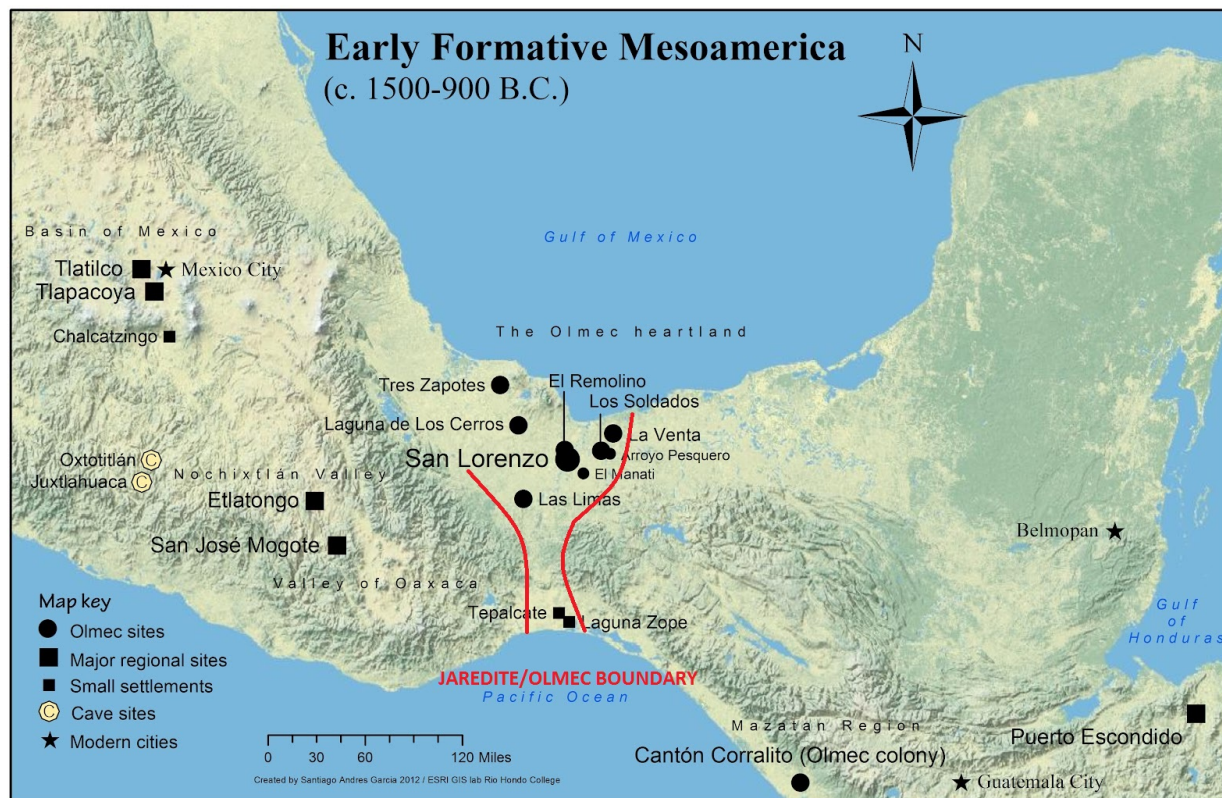 Early Formative Mesoamerica
(c. 1500-900 B.C.)
N
Basin of Mexico
Gulf of Mexico
Tlatilco
Mexico City
Tlapacoya
Chalcatzingo
The Olmec heartland
El Remolino
Tres Zapotes
Los Soldados
Laguna de Los Cerros
La Venta
San Lorenzo
Arroyo Pesquero
El Manati
Oxtotitlán
C
Juxtlahuaca
C
Nochixtlán Valley
Etlatongo
Las Limas
Belmopan
San José Mogote
Valley of Oaxaca
Tepalcate
Laguna Zope
Gulf
of
Honduras
Map key
Olmec sites
Major regional sites
Small settlements
C
Cave sites
Modern cities
JAREDITE/OLMEC BOUNDARY
Pacific Ocean
Mazatan Region
Puerto Escondido
Cantón Corralito (Olmec colony)
Guatemala City
0 30 60 120 Miles
Created by Santiago Andres Garcia 2012 / ESRI GIS lab Rio Hondo College